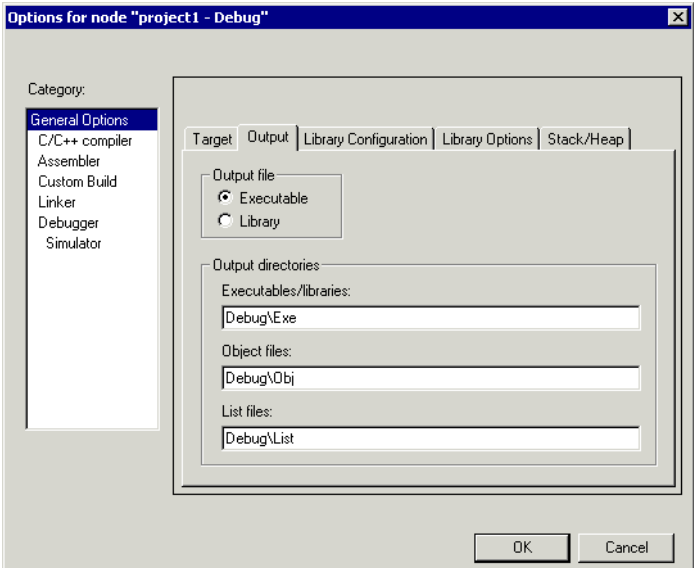 Options for node "project1 - Debug"
Category:
General Options
C/C++ compiler
Assembler
Custom Build
Linker
Debugger
Simulator
Target Output Library Configuration Library Options Stack/Heap
Output file
Executable
Library
Output directories
Executables/libraries:
Debug\Exe
Object files:
Debug\Obj
List files:
Debug\List
OK Cancel